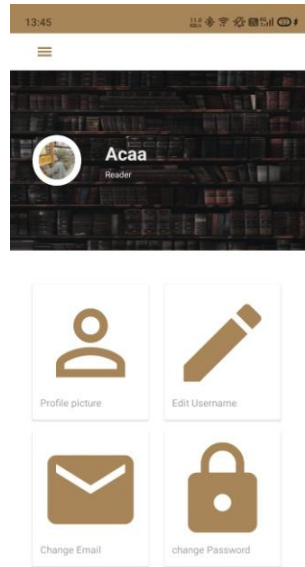 13:45
Acaa
Reader
Profile picture
Edit Username
Change Email
change Password